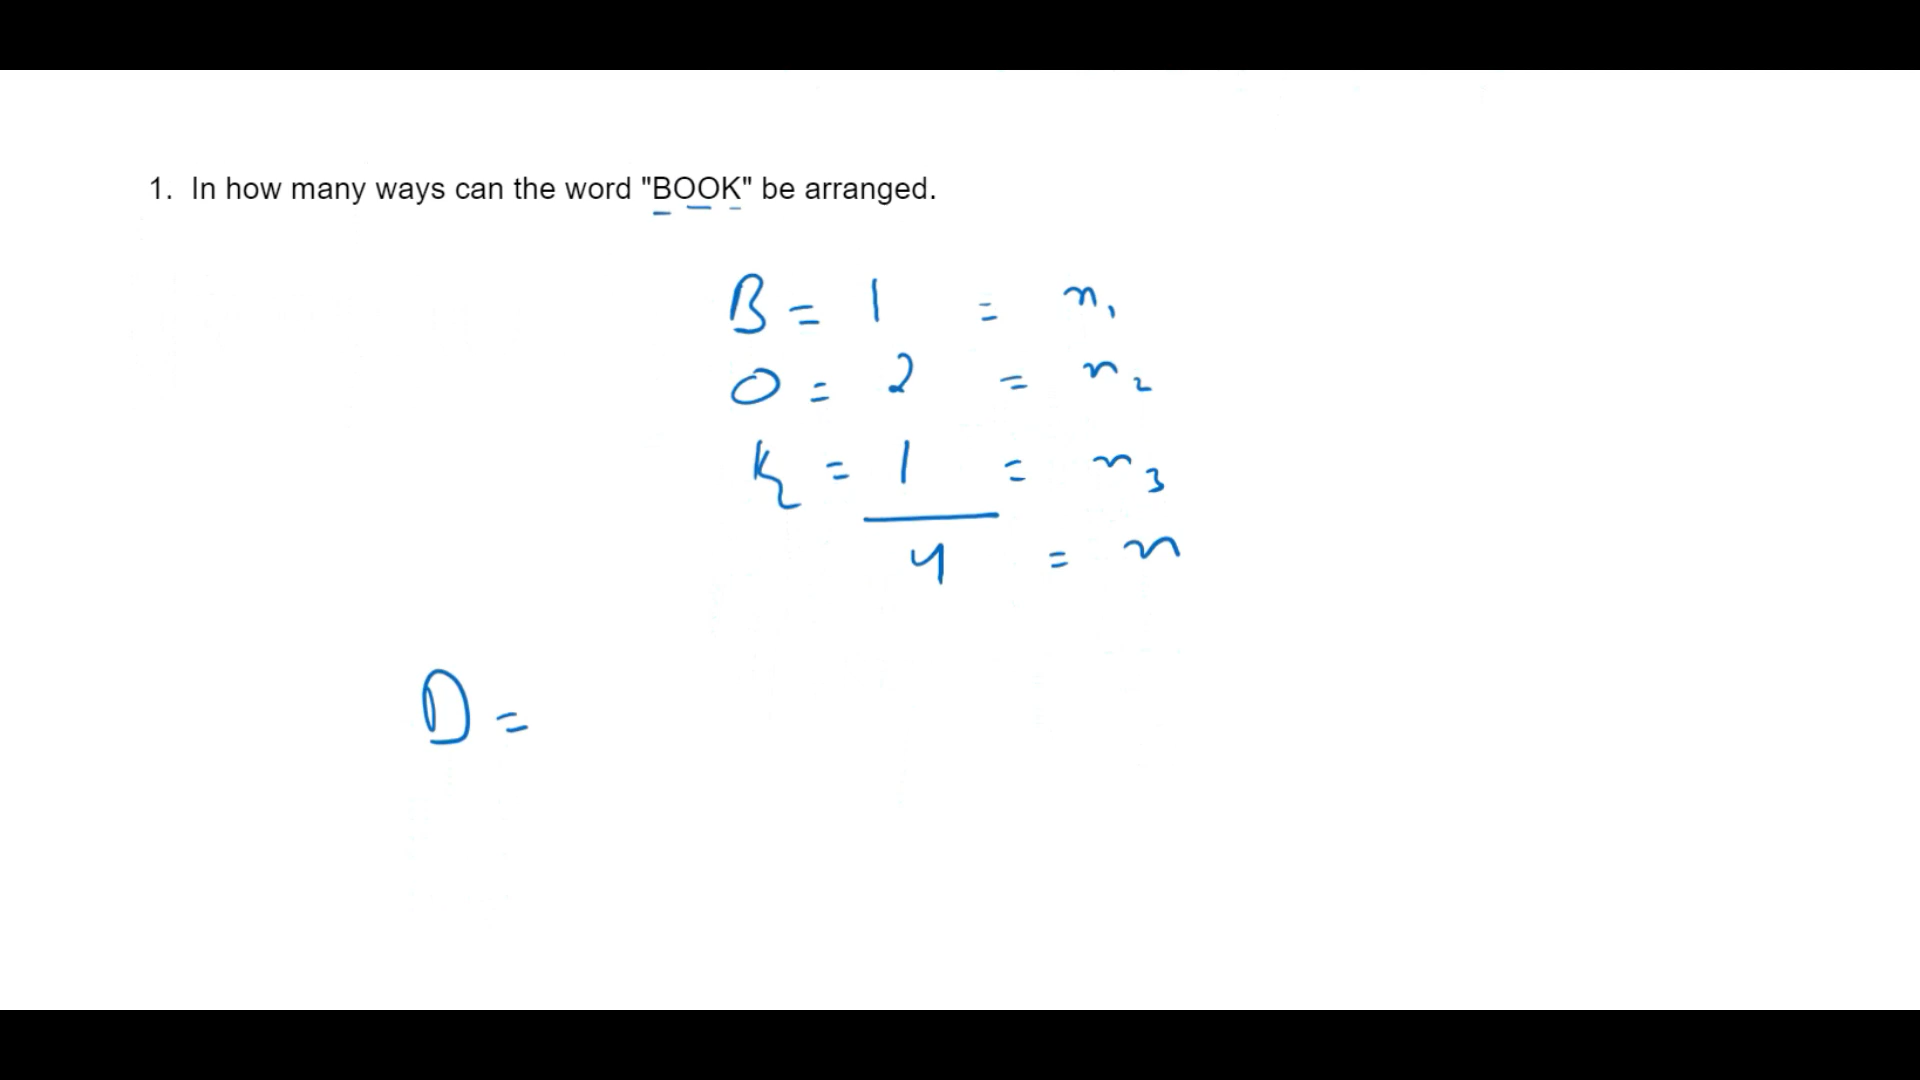 1. In how many ways can the word "BOOK" be arranged.
B = 1 = n₁
O = 2 = n₂
K = 1 = n₃
4 = n
D =